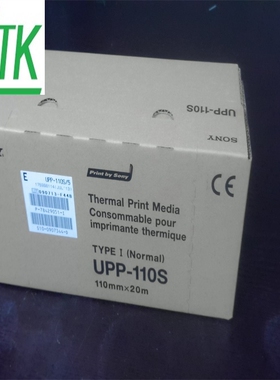 TK
UPP-110S
SONY
Print by Sony
E
UPP-110S/E
Thermal Print Media
Consommable pour
imprimante thermique
CE
TYPE I (Normal)
UPP-110S
110mm×20m